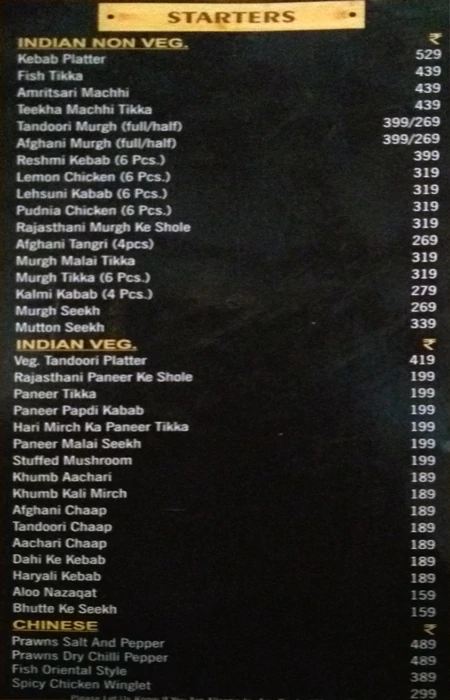 STARTERS
INDIAN NON VEG. ₹
Kebab Platter 529
Fish Tikka 439
Amritsari Machhi 439
Teekha Machhi Tikka 439
Tandoori Murgh (full/half) 399/269
Afghani Murgh (full/half) 399/269
Reshmi Kebab (6 Pcs.) 399
Lemon Chicken (6 Pcs.) 319
Lehsuni Kabab (6 Pcs.) 319
Pudnia Chicken (6 Pcs.) 319
Rajasthani Murgh Ke Shole 319
Afghani Tangri (4pcs) 269
Murgh Malai Tikka 319
Murgh Tikka (6 Pcs.) 319
Kalmi Kabab (4 Pcs.) 279
Murgh Seekh 269
Mutton Seekh 339
INDIAN VEG. ₹
Veg. Tandoori Platter 419
Rajasthani Paneer Ke Shole 199
Paneer Tikka 199
Paneer Papdi Kabab 199
Hari Mirch Ka Paneer Tikka 199
Paneer Malai Seekh 199
Stuffed Mushroom 199
Khumb Aachari 189
Khumb Kali Mirch 189
Afghani Chaap 189
Tandoori Chaap 189
Aachari Chaap 189
Dahi Ke Kebab 189
Haryali Kebab 189
Aloo Nazaqat 159
Bhutte Ke Seekh 159
CHINESE ₹
Prawns Salt And Pepper 489
Prawns Dry Chilli Pepper 489
Fish Oriental Style 389
Spicy Chicken Winglet 299
Please Let Us Know If You Are